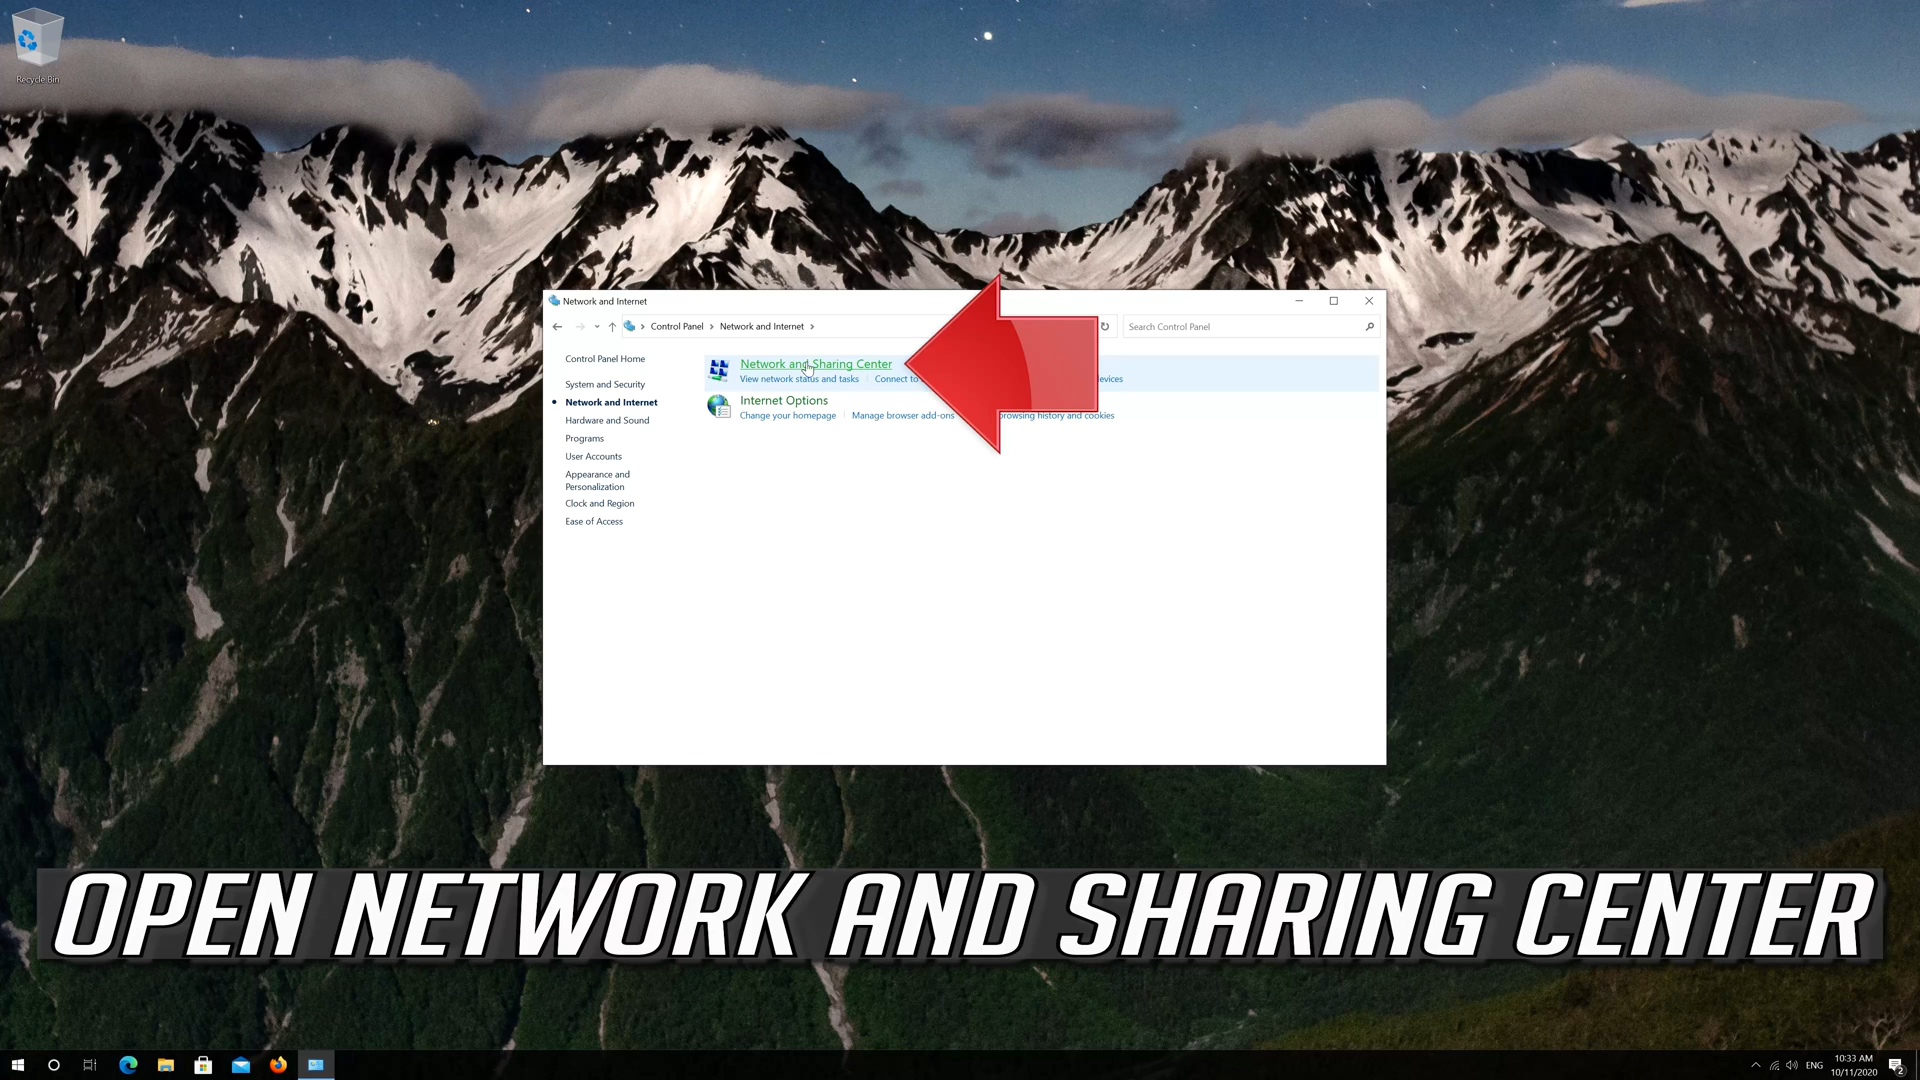 Recycle Bin
Network and Internet
Control Panel > Network and Internet >
Search Control Panel
Control Panel Home
System and Security
Network and Internet
Hardware and Sound
Programs
User Accounts
Appearance and
Personalization
Clock and Region
Ease of Access
Network and Sharing Center
View network status and tasks Connect to
Internet Options
Change your homepage Manage browser add-ons browsing history and cookies
OPEN NETWORK AND SHARING CENTER
ENG
10:33 AM
10/11/2020
2